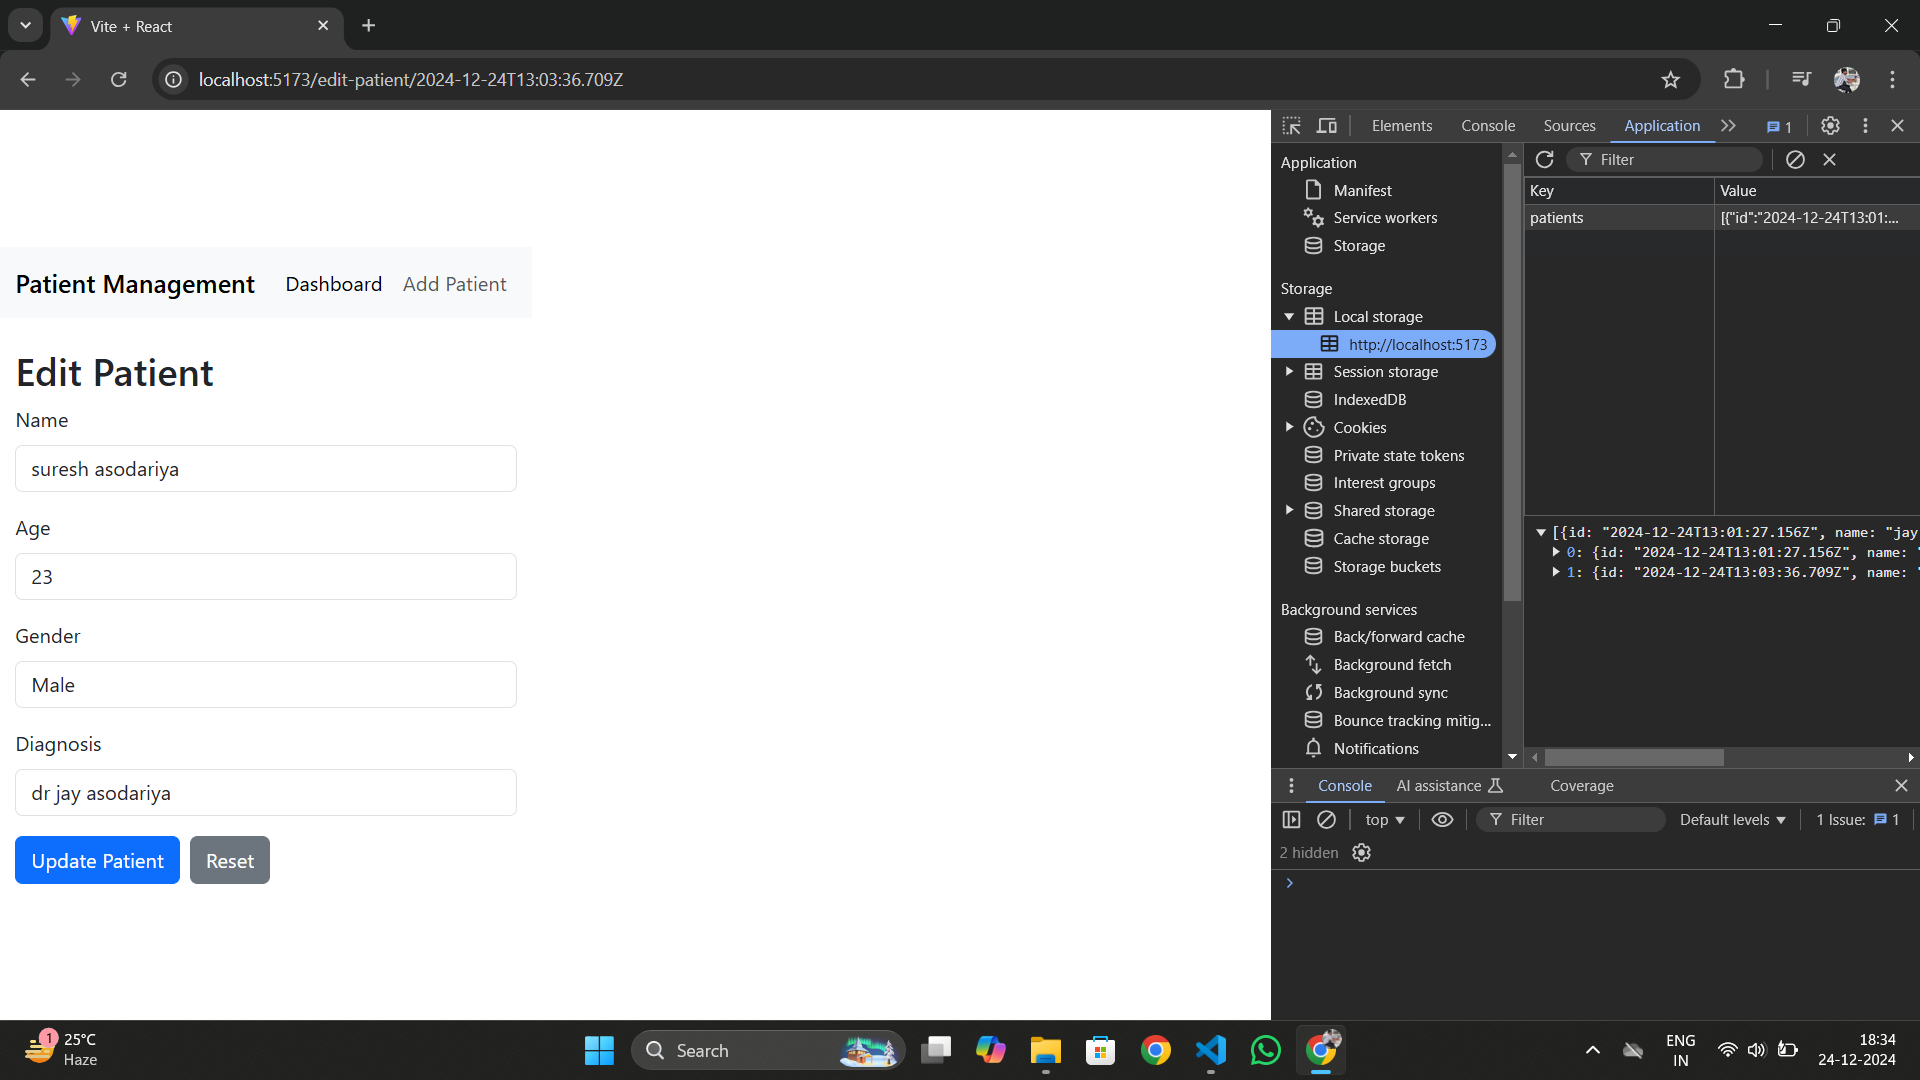 Vite + React
localhost:5173/edit-patient/2024-12-24T13:03:36.709Z
Patient Management Dashboard Add Patient
Edit Patient
Name
suresh asodariya
Age
23
Gender
Male
Diagnosis
dr jay asodariya
Update Patient Reset
Elements Console Sources Application 1
Application
Manifest
Service workers
Storage
Storage
Local storage
http://localhost:5173
Session storage
IndexedDB
Cookies
Private state tokens
Interest groups
Shared storage
Cache storage
Storage buckets
Background services
Back/forward cache
Background fetch
Background sync
Bounce tracking mitig...
Notifications
Filter
Key Value
patients [{"id":"2024-12-24T13:01:...
[{id: "2024-12-24T13:01:27.156Z", name: "jay
0: {id: "2024-12-24T13:01:27.156Z", name: "
1: {id: "2024-12-24T13:03:36.709Z", name: "
Console AI assistance Coverage
top Filter Default levels 1 Issue: 1
2 hidden
1 25°C
Haze
Search
ENG
IN
18:34
24-12-2024